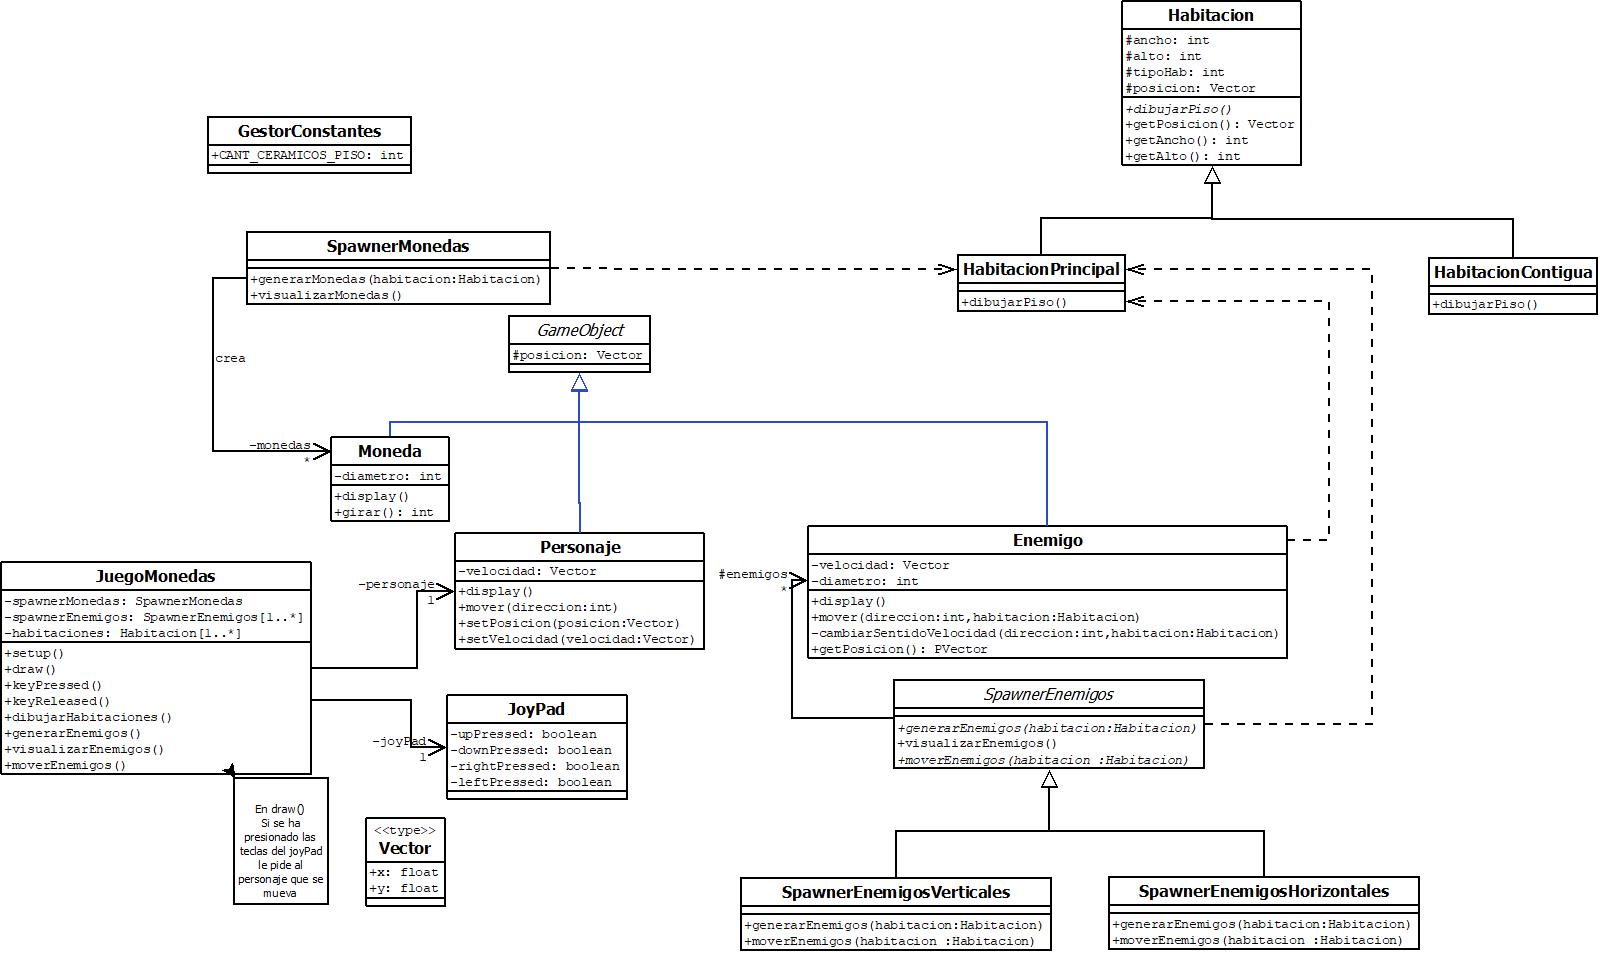 Habitacion
#ancho: int
#alto: int
#tipoHab: int
#posicion: Vector
+dibujarPiso()
+getPosicion(): Vector
+getAncho(): int
+getAlto(): int
GestorConstantes
+CANT_CERAMICOS_PISO: int
SpawnerMonedas
+generarMonedas(habitacion:Habitacion)
+visualizarMonedas()
HabitacionPrincipal
+dibujarPiso()
HabitacionContigua
+dibujarPiso()
GameObject
#posicion: Vector
crea
-monedas
*
Moneda
-diametro: int
+display()
+girar(): int
Personaje
-velocidad: Vector
+display()
+mover(direccion:int)
+setPosicion(posicion:Vector)
+setVelocidad(velocidad:Vector)
Enemigo
-velocidad: Vector
-diametro: int
+display()
+mover(direccion:int,habitacion:Habitacion)
-cambiarSentidoVelocidad(direccion:int,habitacion:Habitacion)
+getPosicion(): PVector
#enemigos
*
JuegoMonedas
-spawnerMonedas: SpawnerMonedas
-spawnerEnemigos: SpawnerEnemigos[1..*]
-habitaciones: Habitacion[1..*]
+setup()
+draw()
+keyPressed()
+keyReleased()
+dibujarHabitaciones()
+generarEnemigos()
+visualizarEnemigos()
+moverEnemigos()
-personaje
1
-joyPad
1
JoyPad
-upPressed: boolean
-downPressed: boolean
-rightPressed: boolean
-leftPressed: boolean
SpawnerEnemigos
+generarEnemigos(habitacion:Habitacion)
+visualizarEnemigos()
+moverEnemigos(habitacion :Habitacion)
En draw()
Si se ha
presionado las
teclas del joyPad
le pide al
personaje que se
mueva
<<type>>
Vector
+x: float
+y: float
SpawnerEnemigosVerticales
+generarEnemigos(habitacion:Habitacion)
+moverEnemigos(habitacion :Habitacion)
SpawnerEnemigosHorizontales
+generarEnemigos(habitacion:Habitacion)
+moverEnemigos(habitacion :Habitacion)